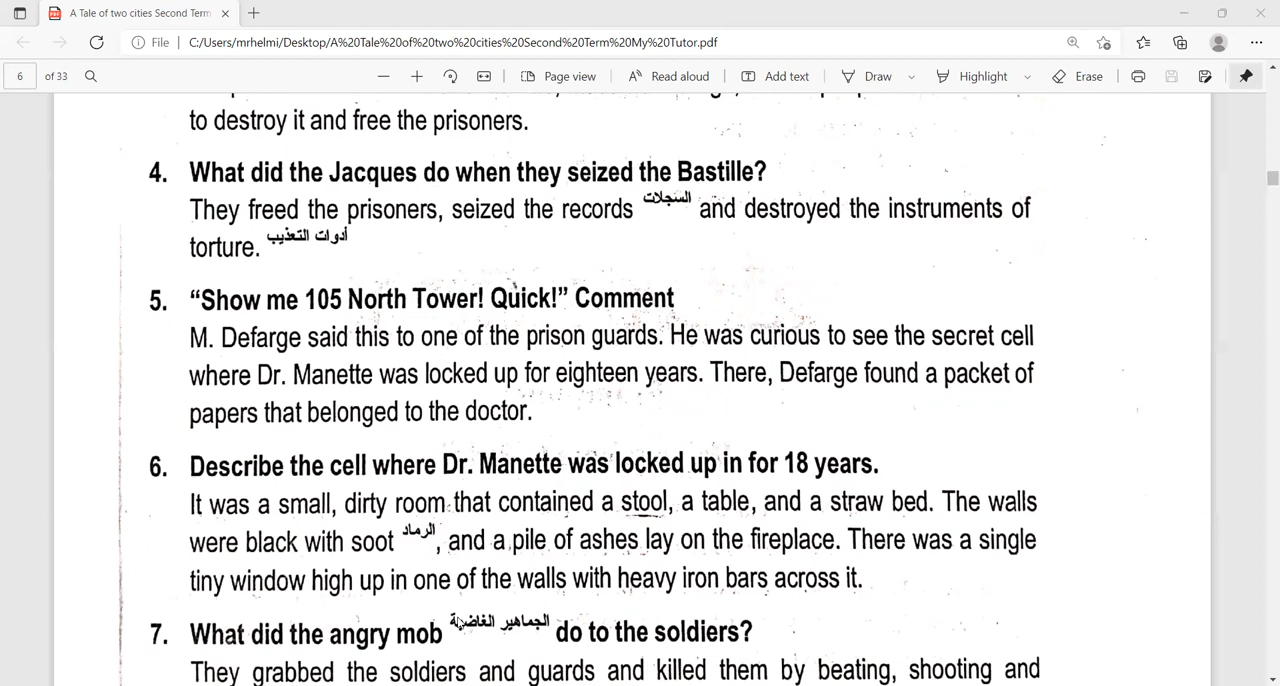 A Tale of two cities Second Term
File C:/Users/mrhelmi/Desktop/A%20Tale%20of%20two%20cities%20Second%20Term%20My%20Tutor.pdf
6 of 33 Page view Read aloud Add text Draw Highlight Erase
to destroy it and free the prisoners.
4. What did the Jacques do when they seized the Bastille?
They freed the prisoners, seized the records السجلات and destroyed the instruments of
torture. أدوات التعذيب
5. “Show me 105 North Tower! Quick!” Comment
M. Defarge said this to one of the prison guards. He was curious to see the secret cell
where Dr. Manette was locked up for eighteen years. There, Defarge found a packet of
papers that belonged to the doctor.
6. Describe the cell where Dr. Manette was locked up in for 18 years.
It was a small, dirty room that contained a stool, a table, and a straw bed. The walls
were black with soot الرماد, and a pile of ashes lay on the fireplace. There was a single
tiny window high up in one of the walls with heavy iron bars across it.
7. What did the angry mob الجماهير الغاضبة do to the soldiers?
They grabbed the soldiers and guards and killed them by beating, shooting and